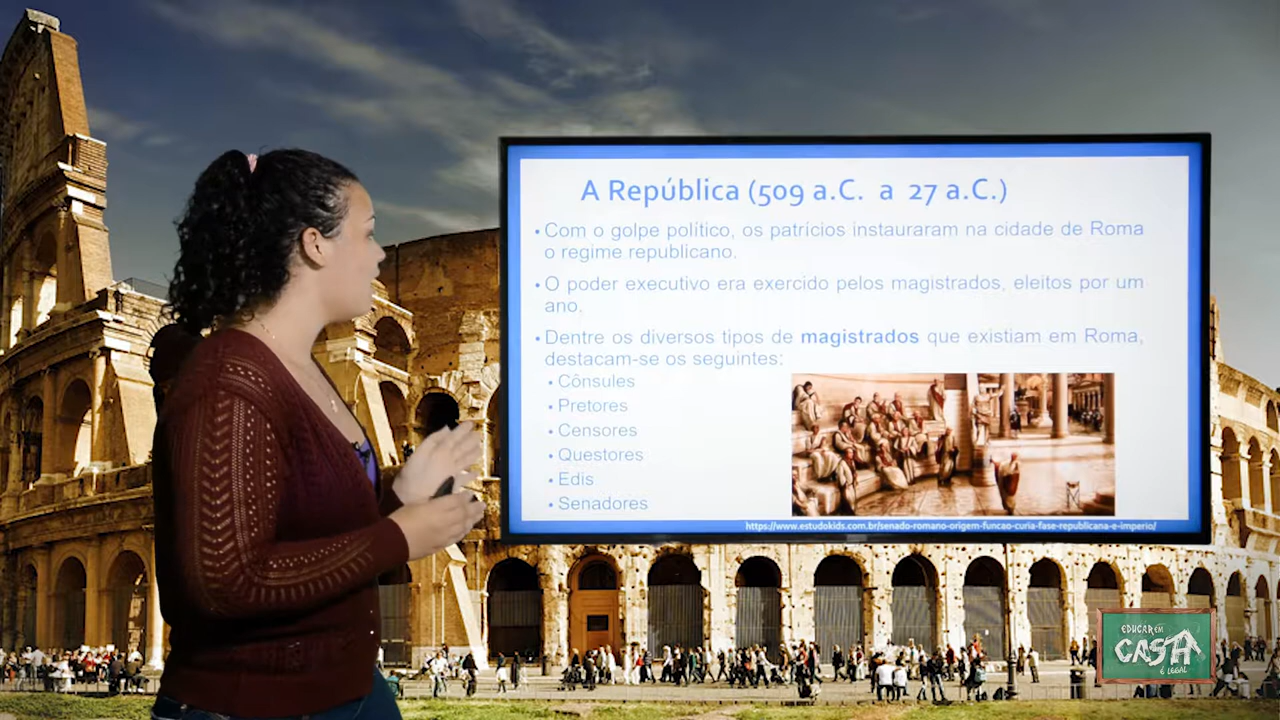 A República (509 a.C. a 27 a.C.)
• Com o golpe político, os patrícios instauraram na cidade de Roma
o regime republicano.
• O poder executivo era exercido pelos magistrados, eleitos por um
ano.
• Dentre os diversos tipos de magistrados que existiam em Roma,
destacam-se os seguintes:
• Cônsules
• Pretores
• Censores
• Questores
• Edis
• Senadores
https://www.estudokids.com.br/senado-romano-origem-funcao-curia-fase-republicana-e-imperio/
EDUCAR EM
CASA
É LEGAL